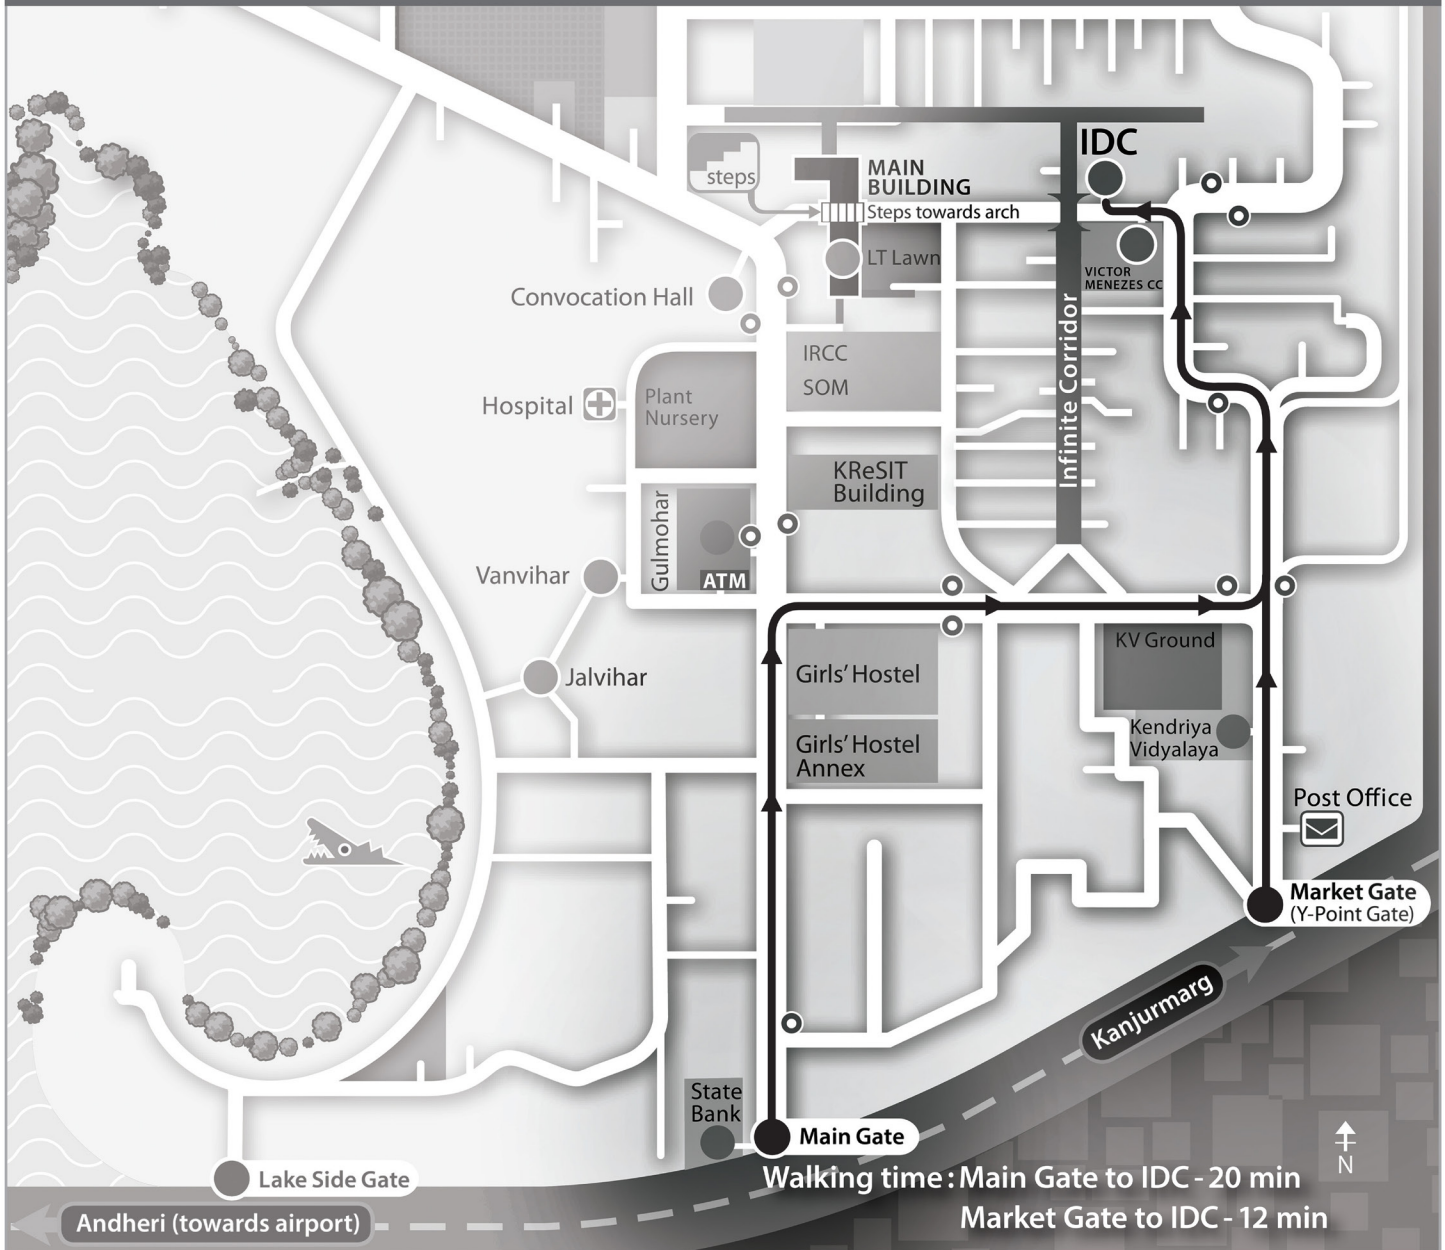 IDC
steps
MAIN
BUILDING
Steps towards arch
LT Lawn
VICTOR
MENEZES CC
Convocation Hall
Infinite Corridor
IRCC
SOM
Hospital
Plant
Nursery
KReSIT
Building
Gulmohar
ATM
Vanvihar
KV Ground
Girls’ Hostel
Jalvihar
Kendriya
Vidyalaya
Girls’ Hostel
Annex
Post Office
Market Gate
(Y-Point Gate)
Kanjurmarg
State
Bank
Main Gate
N
Lake Side Gate
Walking time : Main Gate to IDC - 20 min
Market Gate to IDC - 12 min
Andheri (towards airport)